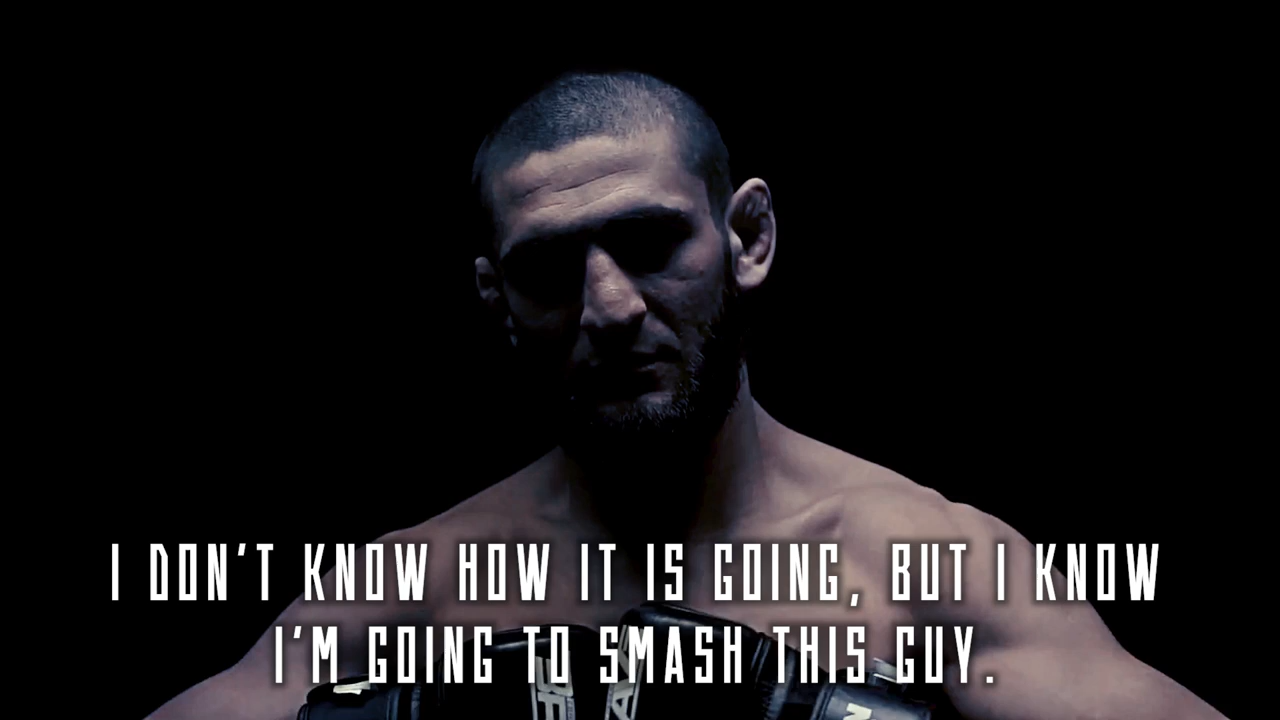 I DON'T KNOW HOW IT IS GOING, BUT I KNOW
I'M GOING TO SMASH THIS GUY.